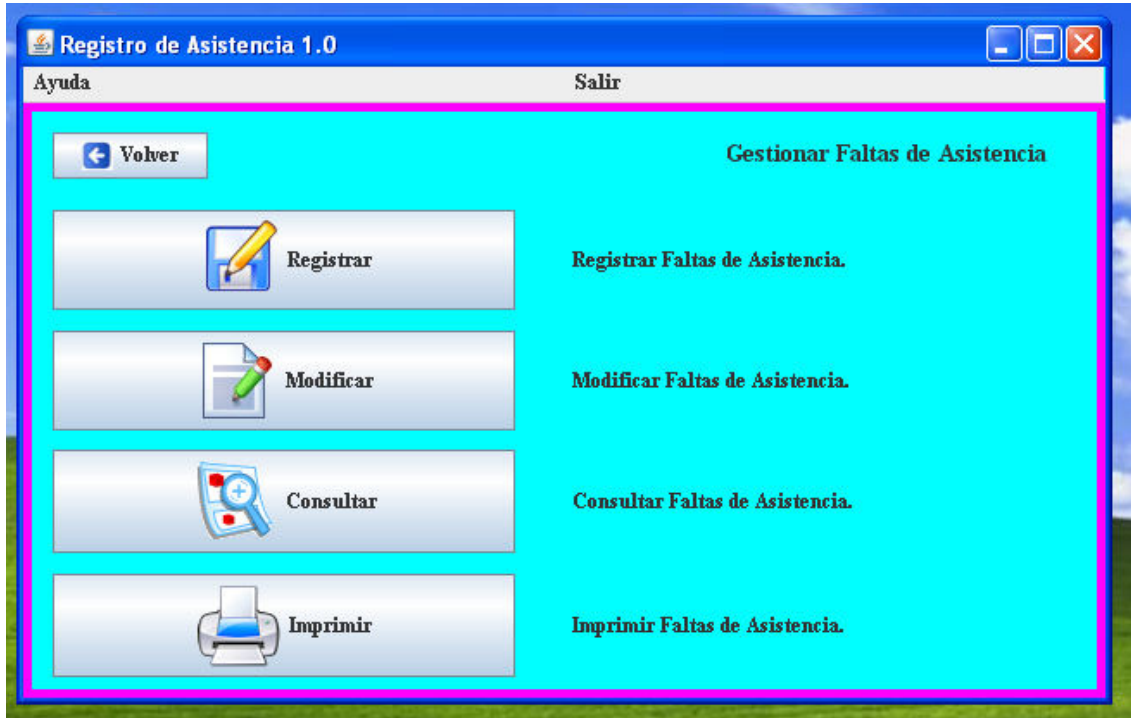 Registro de Asistencia 1.0
Ayuda Salir
Volver Gestionar Faltas de Asistencia
Registrar Registrar Faltas de Asistencia.
Modificar Modificar Faltas de Asistencia.
Consultar Consultar Faltas de Asistencia.
Imprimir Imprimir Faltas de Asistencia.